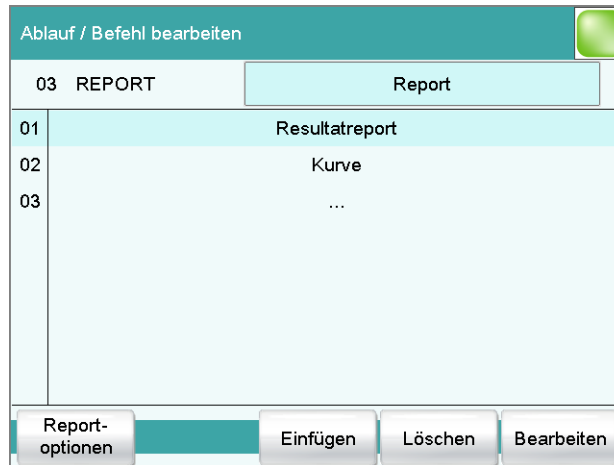 Ablauf / Befehl bearbeiten
03 REPORT Report
01 Resultatreport
02 Kurve
03 ...
Report-
optionen
Einfügen Löschen Bearbeiten